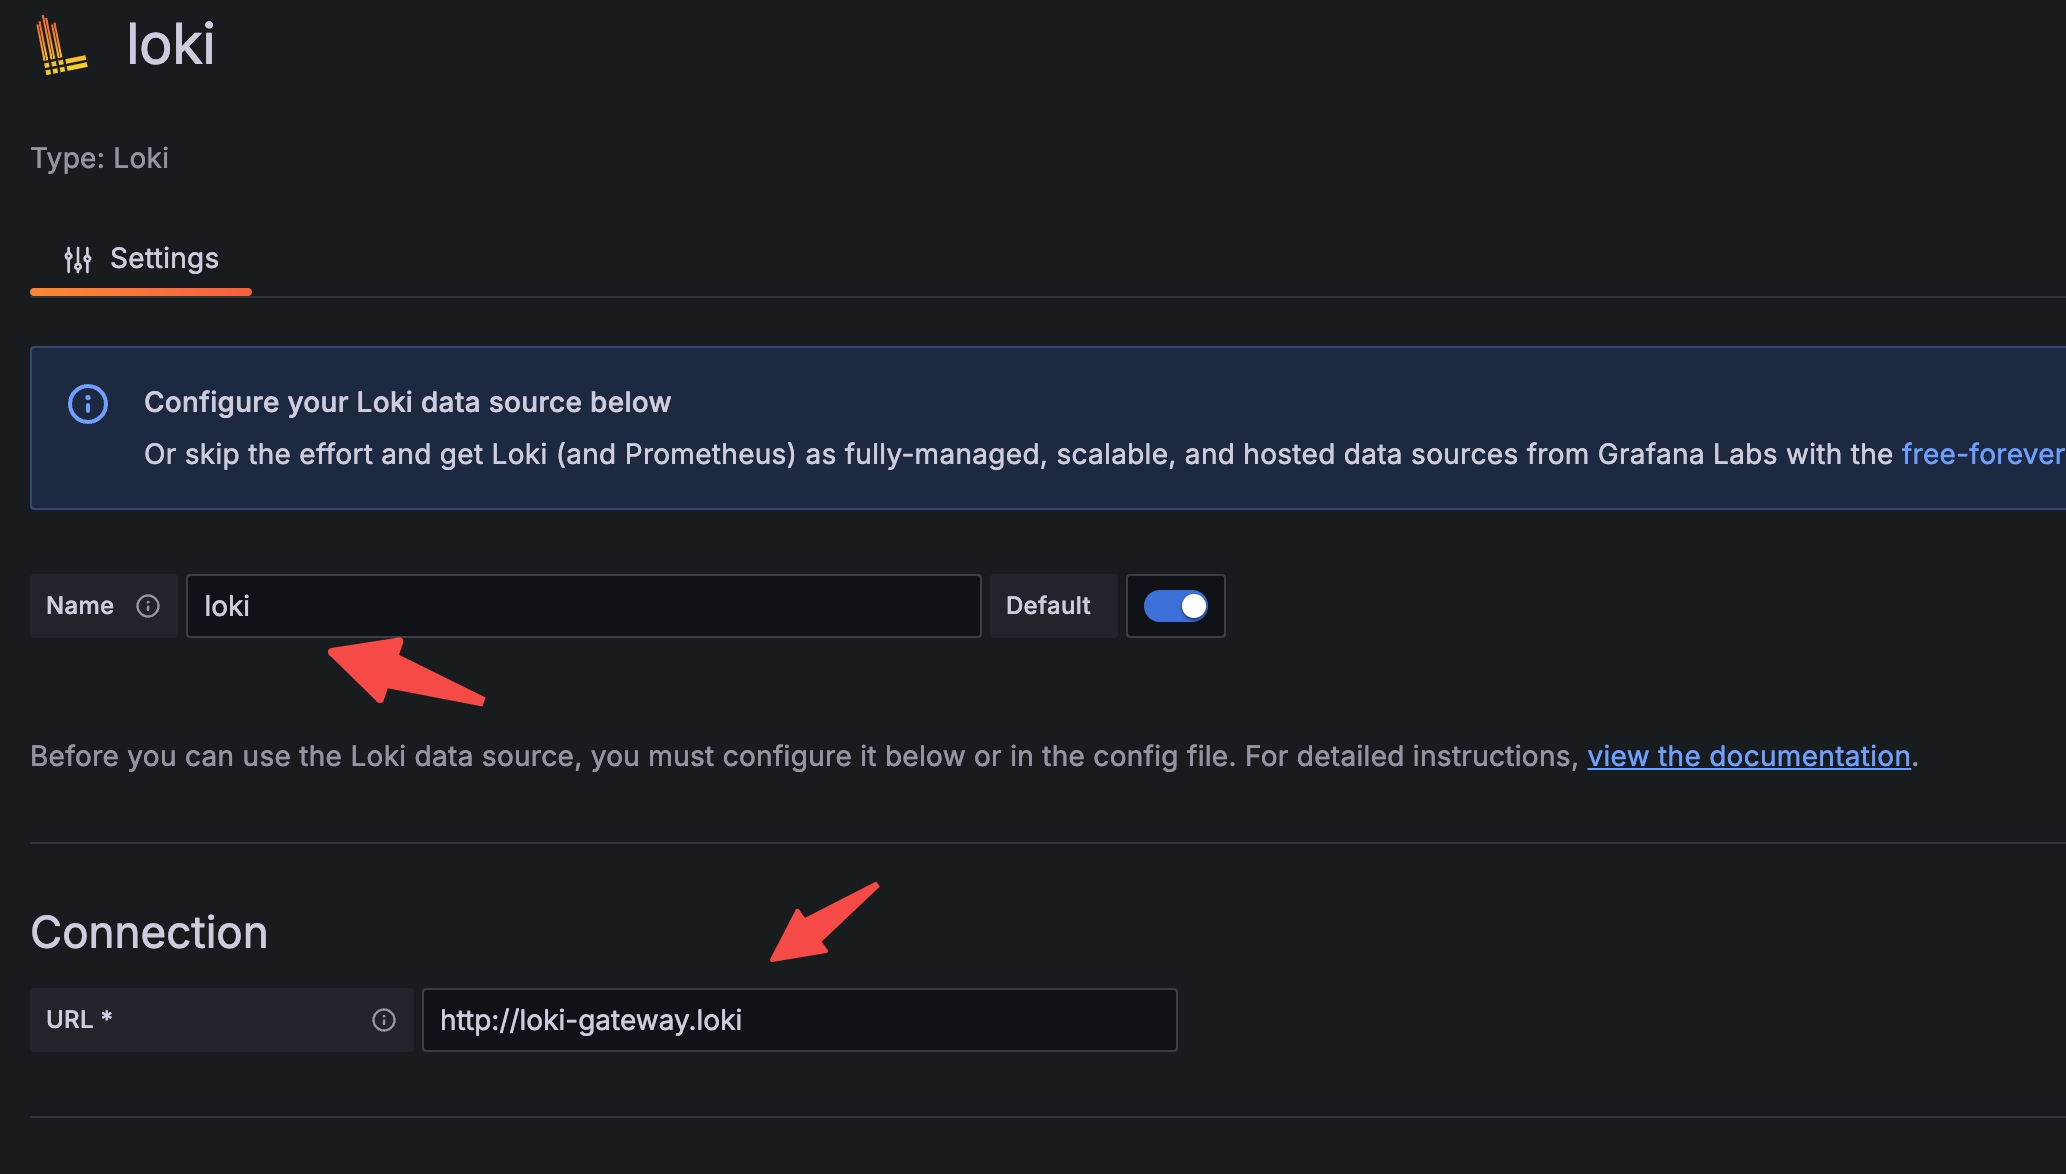 loki
Type: Loki
Settings
Configure your Loki data source below
Or skip the effort and get Loki (and Prometheus) as fully-managed, scalable, and hosted data sources from Grafana Labs with the free-forever
Name loki Default
Before you can use the Loki data source, you must configure it below or in the config file. For detailed instructions, view the documentation.
Connection
URL * http://loki-gateway.loki